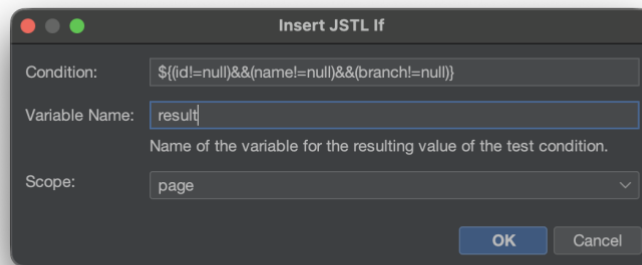 Insert JSTL If
Condition: ${(id!=null)&&(name!=null)&&(branch!=null)}
Variable Name: result
Name of the variable for the resulting value of the test condition.
Scope: page
OK Cancel